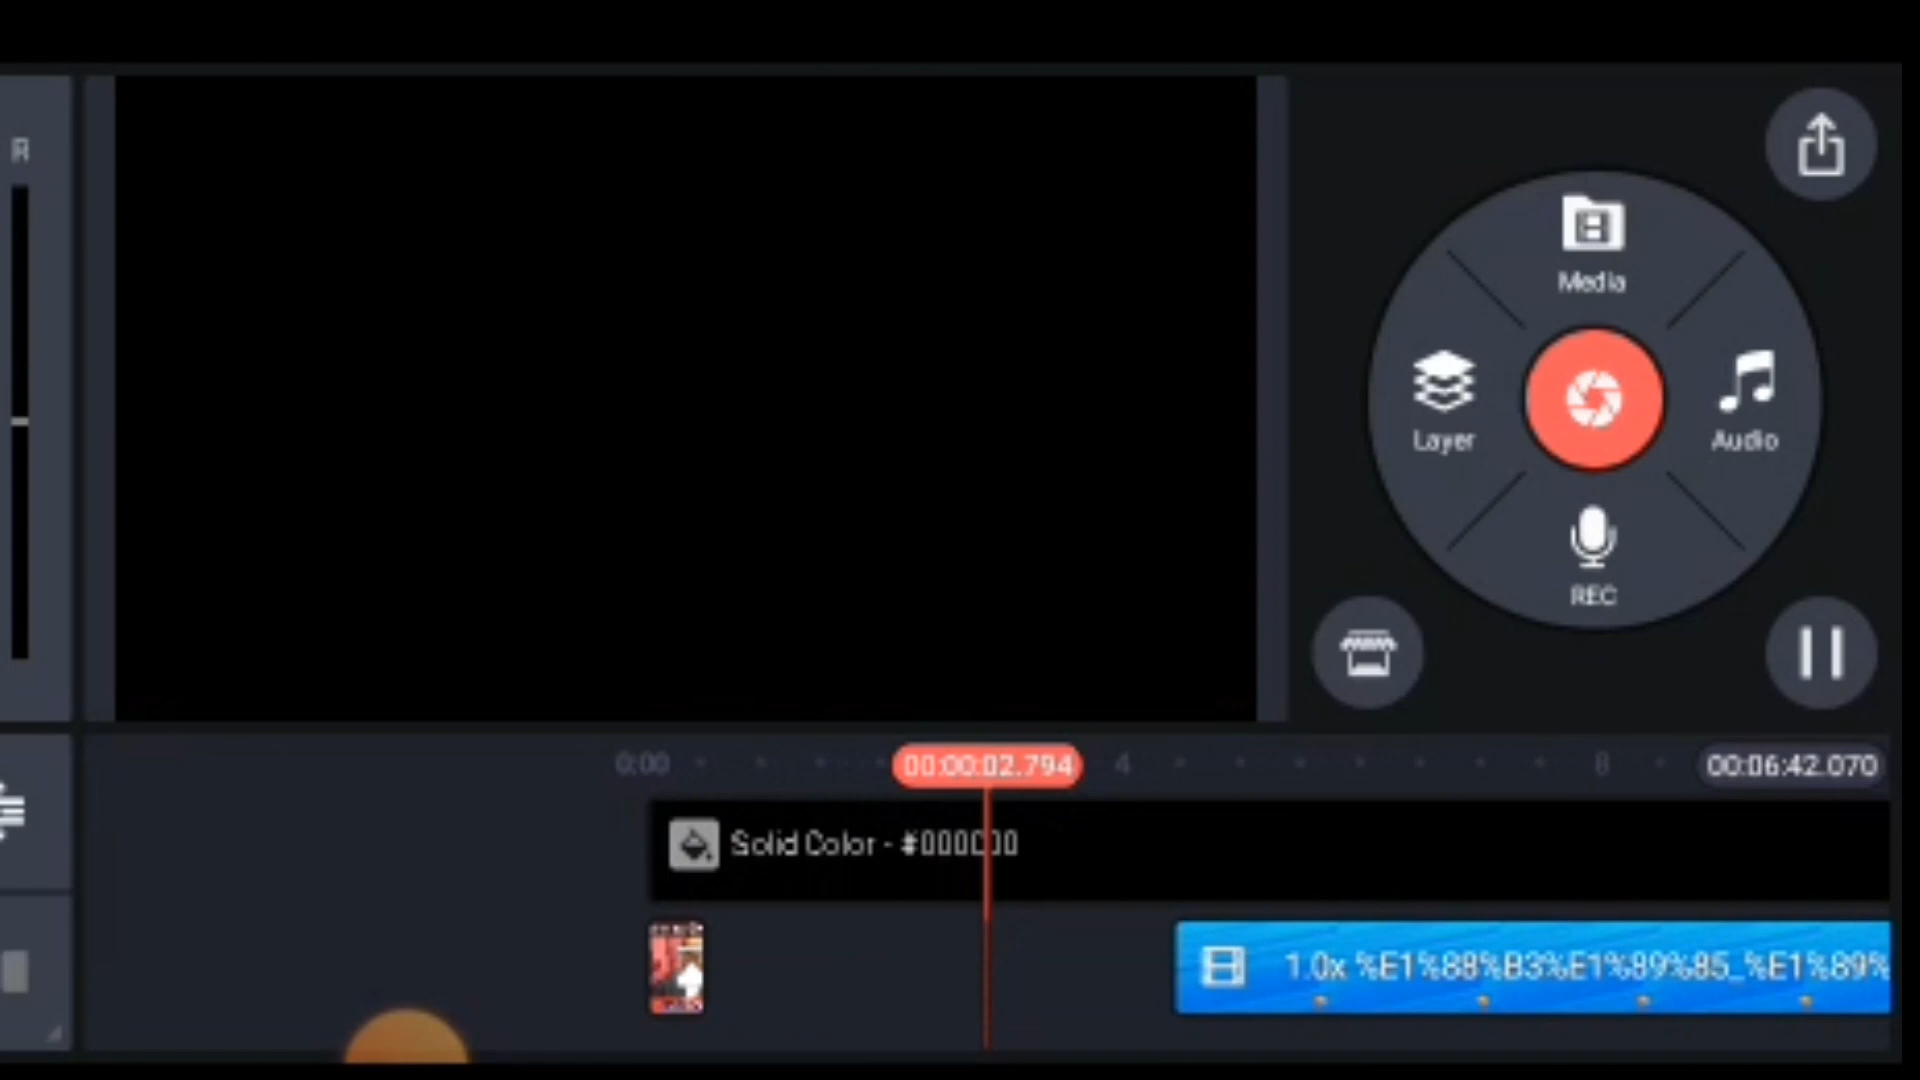 R
Media
Layer
Audio
REC
0:00
00:00:02.794
4
8
00:06:42.070
Solid Color - #000000
1.0x %E1%88%B3%E1%89%85_%E1%89%